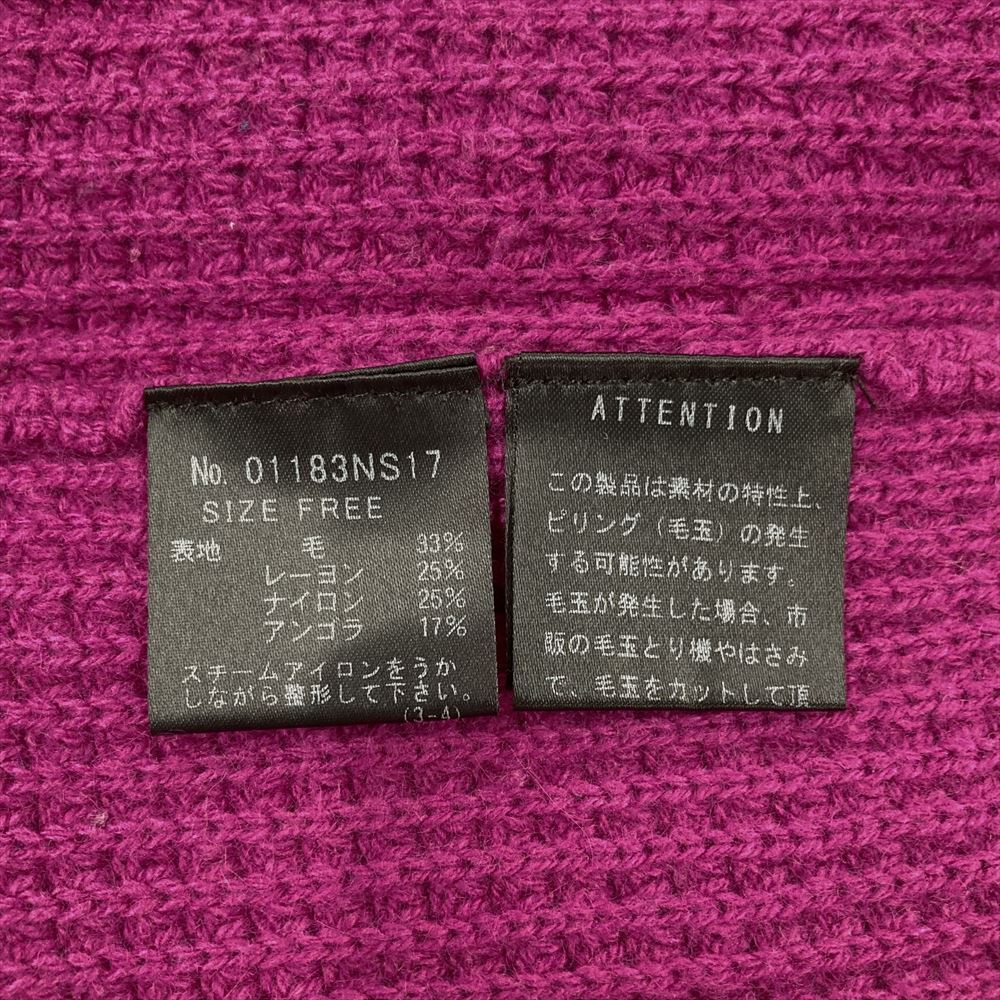 No. 01183NS17
SIZE FREE
表地 毛 33%
レーヨン 25%
ナイロン 25%
アンゴラ 17%
スチームアイロンをうか
しながら整形して下さい。
(3-4)
ATTENTION
この製品は素材の特性上、
ピリング（毛玉）の発生
する可能性があります。
毛玉が発生した場合、市
販の毛玉とり機やはさみ
で、毛玉をカットして頂